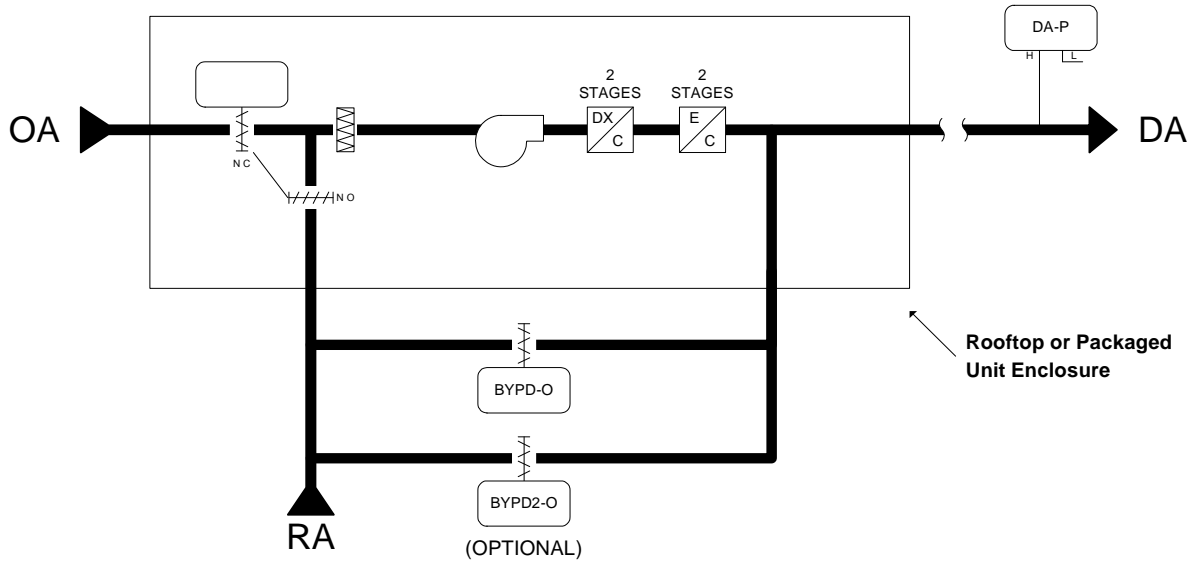 DA-P
H
L
2
STAGES
2
STAGES
DX
C
E
C
OA
DA
NC
NO
BYPD-O
Rooftop or Packaged
Unit Enclosure
BYPD2-O
RA
(OPTIONAL)